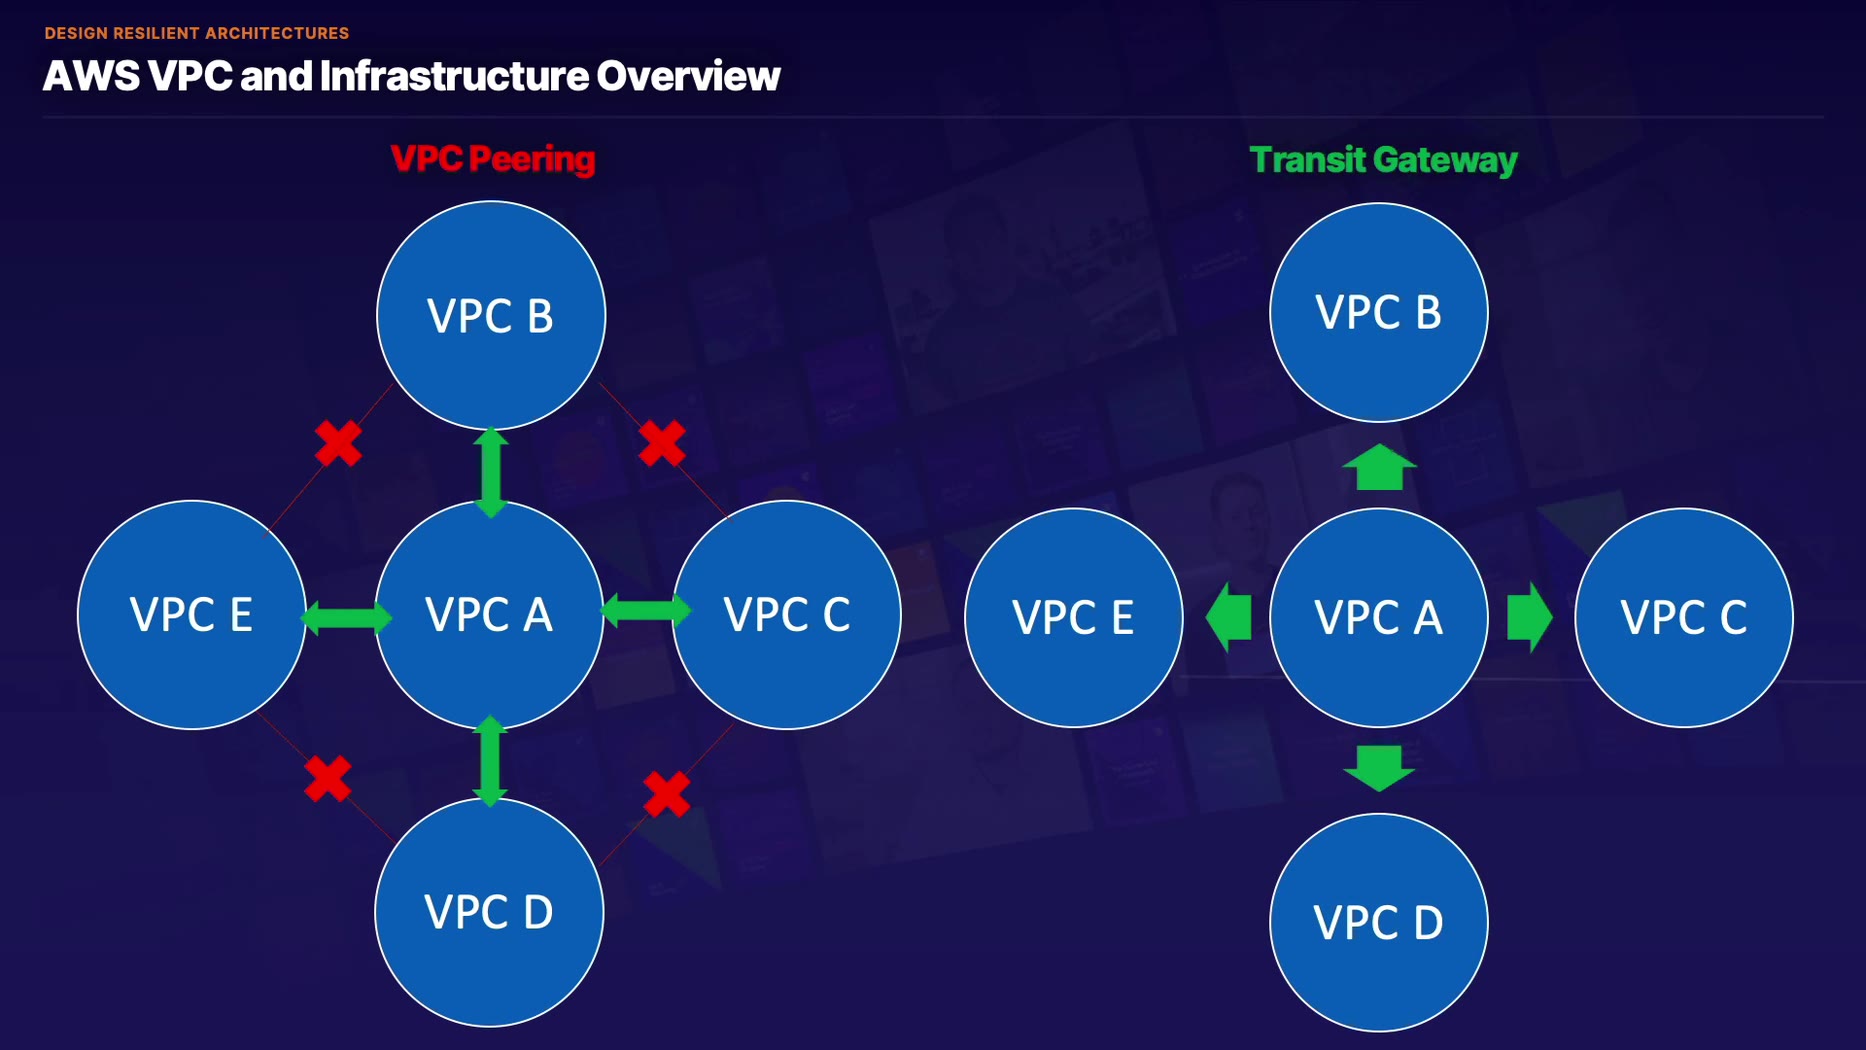 DESIGN RESILIENT ARCHITECTURES
AWS VPC and Infrastructure Overview
VPC Peering
VPC B
VPC E
VPC A
VPC C
VPC D
Transit Gateway
VPC B
VPC E
VPC A
VPC C
VPC D